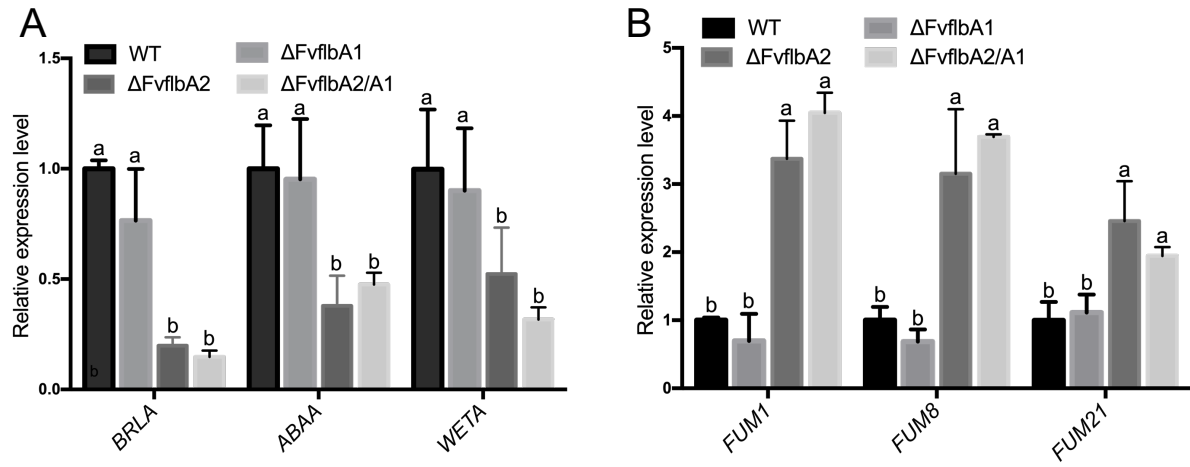 A
WT
ΔFvflbA1
ΔFvflbA2
ΔFvflbA2/A1
Relative expression level
1.5
1.0
0.5
0.0
a a b b
a a b b
a a b b
b
BRLA ABAA WETA
B
WT
ΔFvflbA1
ΔFvflbA2
ΔFvflbA2/A1
Relative expression level
5
4
3
2
1
0
b b a a
b b a a
b b a a
FUM1 FUM8 FUM21